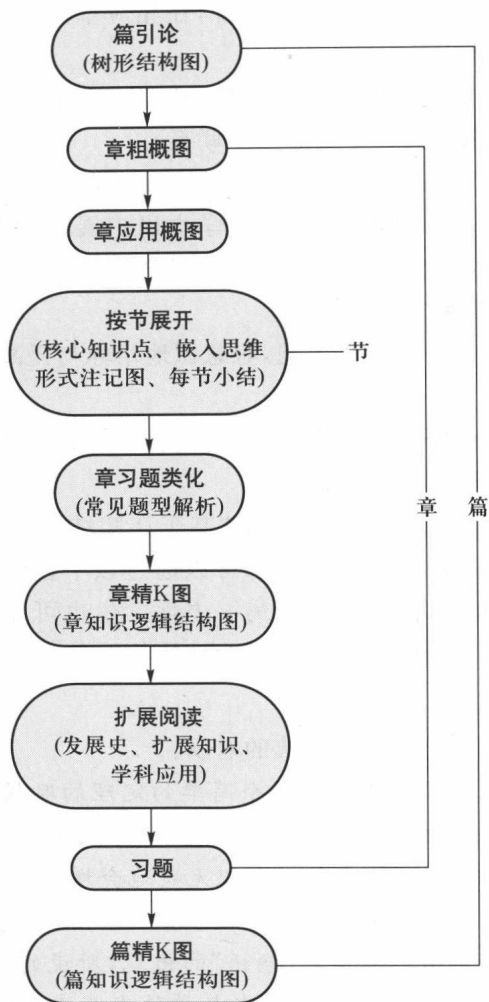 篇引论
(树形结构图)
章粗概图
章应用概图
按节展开
(核心知识点、嵌入思维
形式注记图、每节小结)
节
章习题类化
(常见题型解析)
章
篇
章精K图
(章知识逻辑结构图)
扩展阅读
(发展史、扩展知识、
学科应用)
习题
篇精K图
(篇知识逻辑结构图)